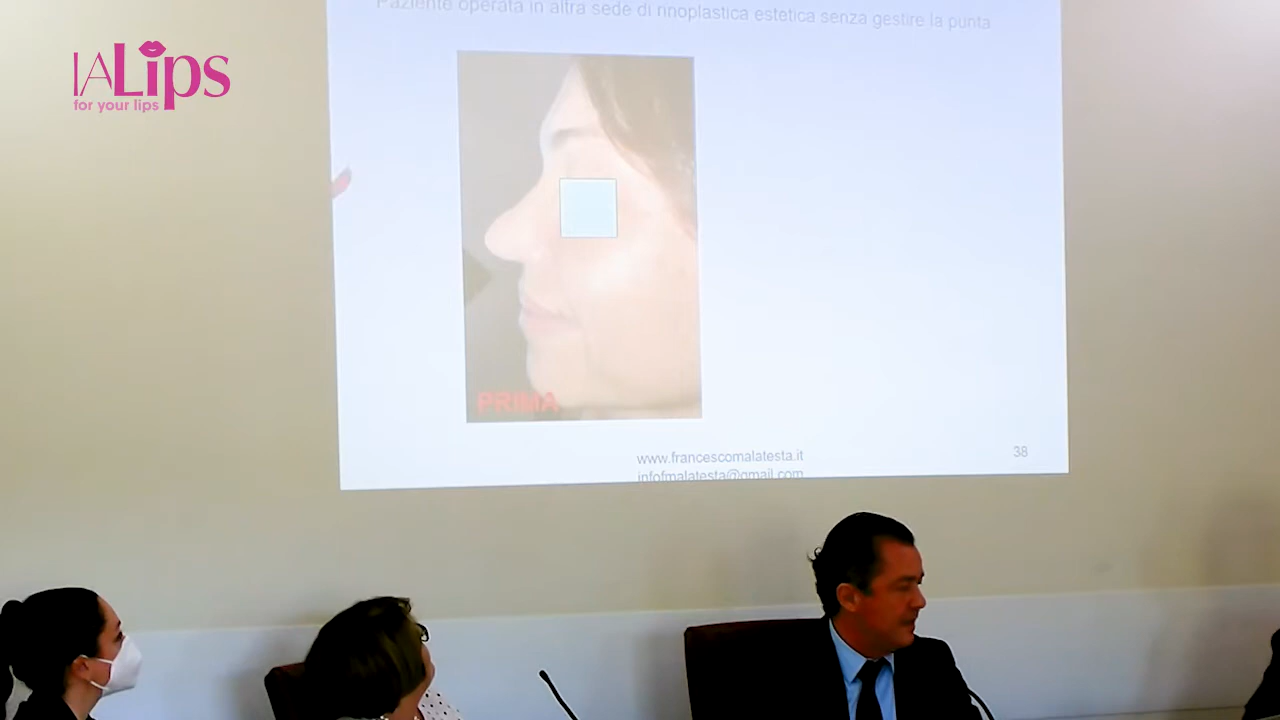 IALips
for your lips
Paziente operata in altra sede di rinoplastica estetica senza gestire la punta
PRIMA
www.francescomalatesta.it
38
infofmalatesta@gmail.com